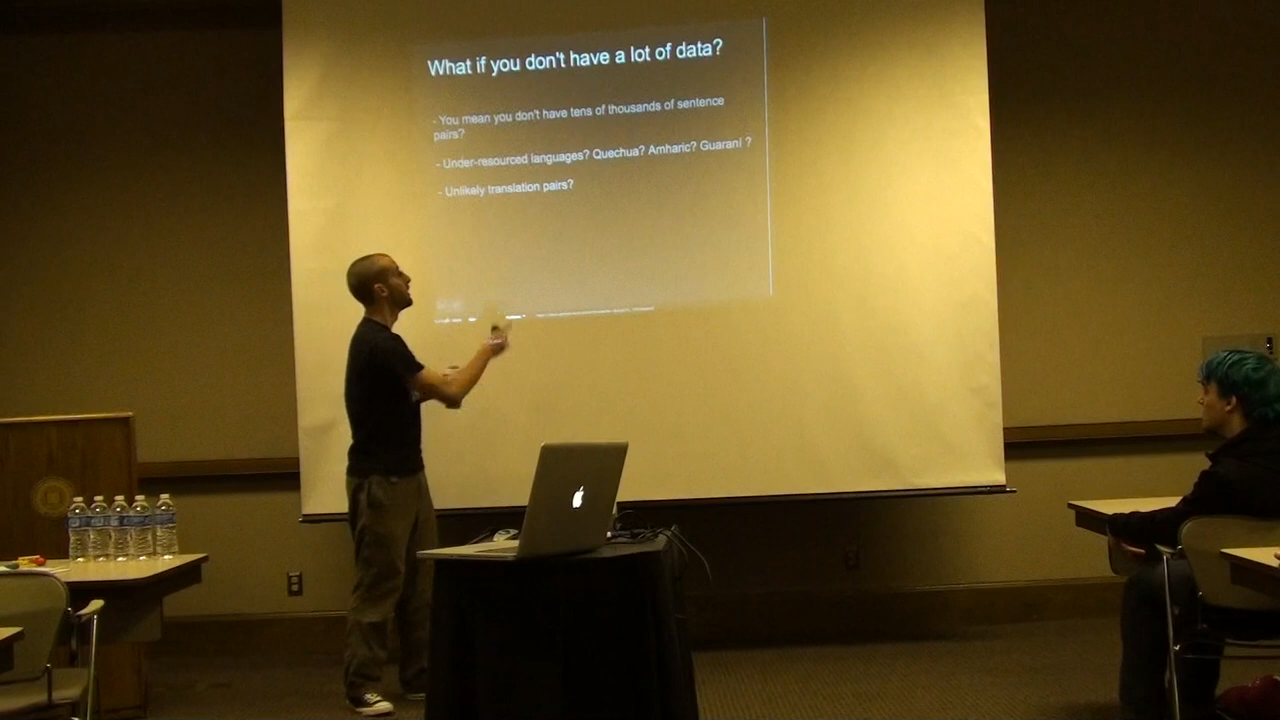 What if you don't have a lot of data?
- You mean you don't have tens of thousands of sentence
pairs?
- Under-resourced languages? Quechua? Amharic? Guaraní ?
- Unlikely translation pairs?